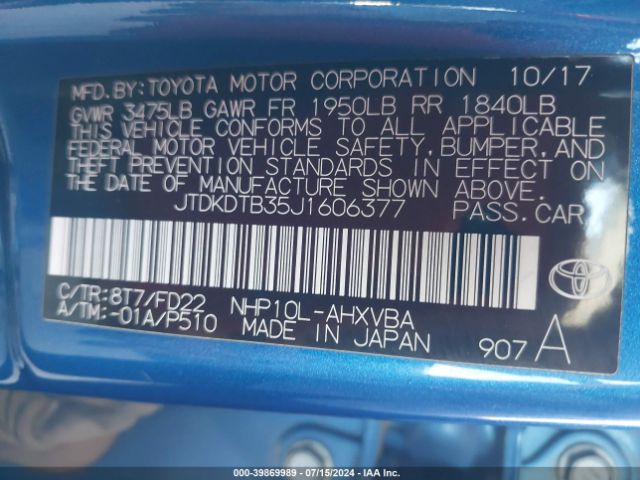 MFD. BY: TOYOTA MOTOR CORPORATION 10/17
GVWR 3475LB GAWR FR 1950LB RR 1840LB
THIS VEHICLE CONFORMS TO ALL APPLICABLE
FEDERAL MOTOR VEHICLE SAFETY, BUMPER, AND
THEFT PREVENTION STANDARDS IN EFFECT ON
THE DATE OF MANUFACTURE SHOWN ABOVE.
JTDKDTB35J1606377 PASS.CAR
C/TR: 8T7/FD22 NHP10L-AHXVBA
A/TM: -01A/P510 MADE IN JAPAN
907 A
000-39869989 - 07/15/2024 - IAA Inc.